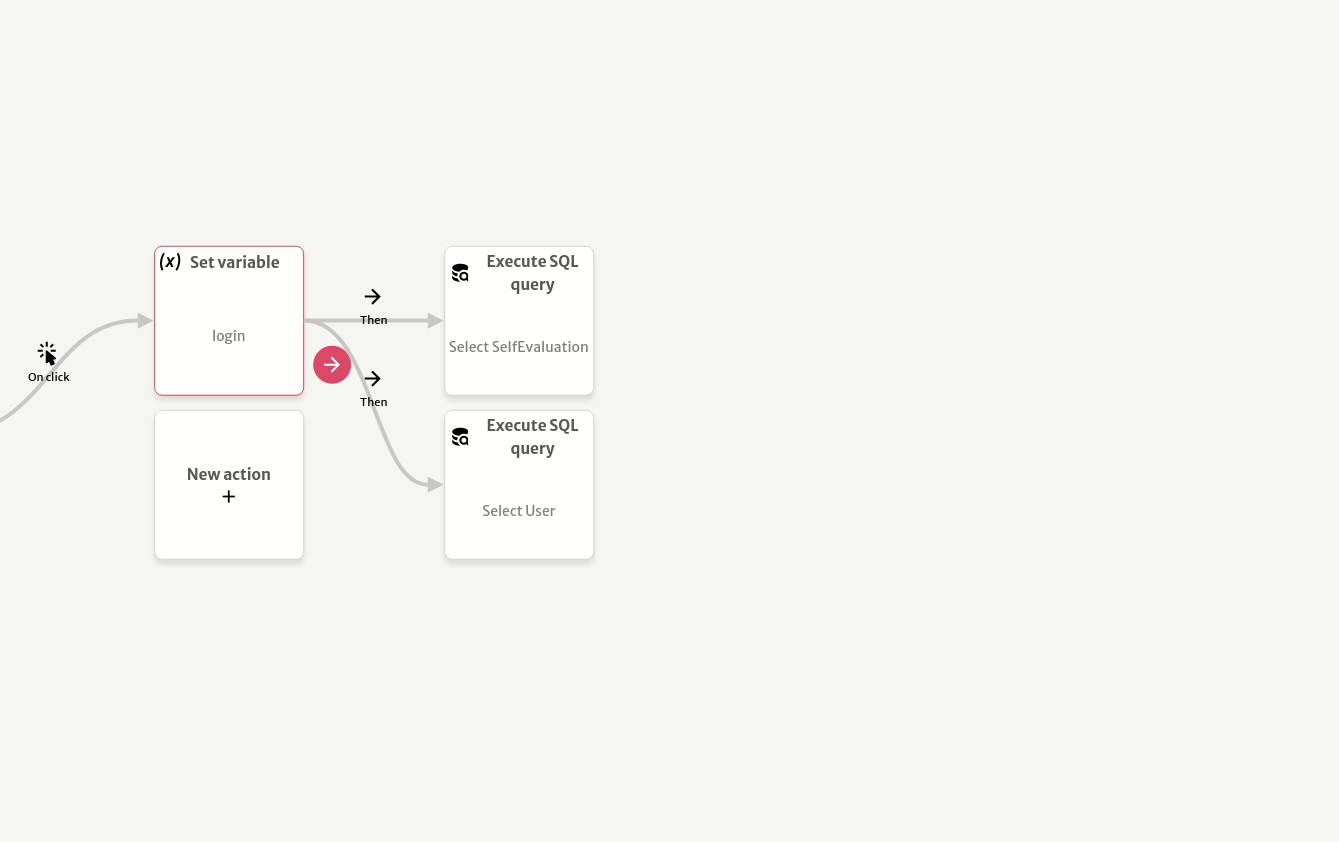 On click
(x) Set variable
login
New action
+
Then
Then
Execute SQL
query
Select SelfEvaluation
Execute SQL
query
Select User